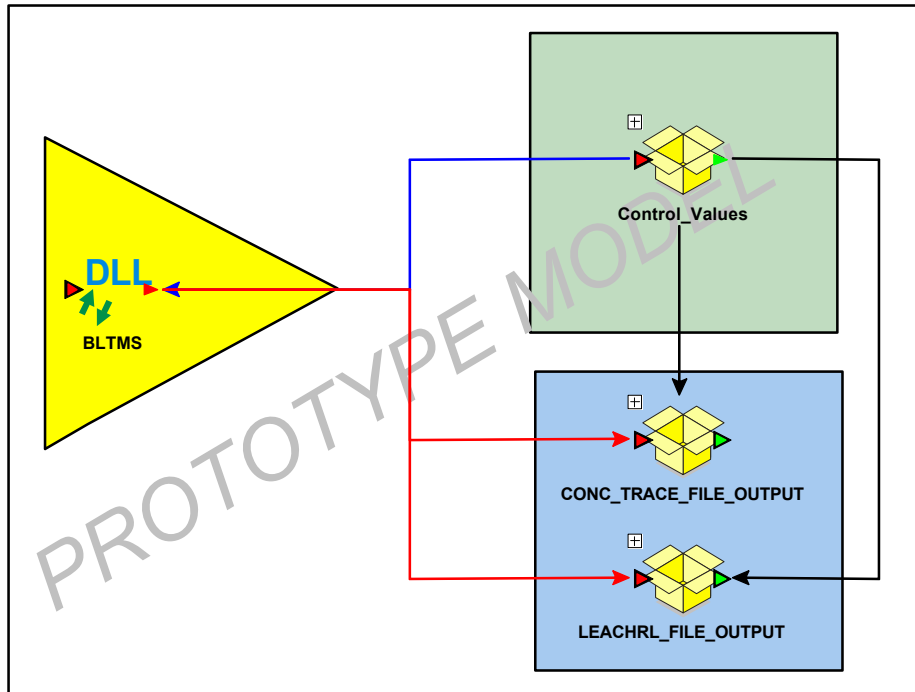 Control_Values
DLL
BLTMS
PROTOTYPE MODEL
CONC_TRACE_FILE_OUTPUT
LEACHRL_FILE_OUTPUT